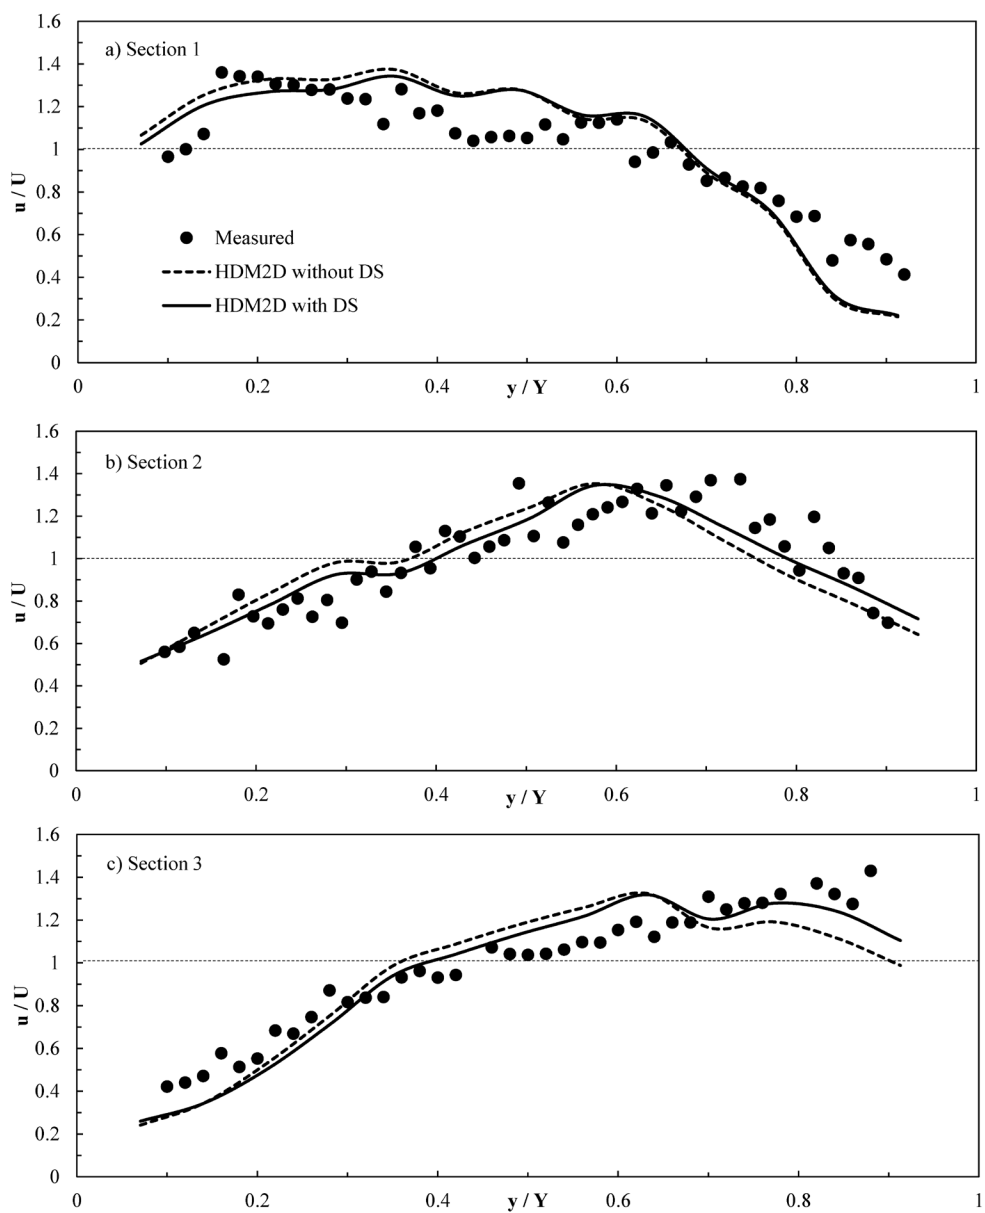 1.6
a) Section 1
1.4
1.2
1
0.8
u / U
Measured
0.6
HDM2D without DS
0.4
HDM2D with DS
0.2
0
0 0.2 0.4 0.6 0.8 1
y / Y
1.6
b) Section 2
1.4
1.2
1
0.8
u / U
0.6
0.4
0.2
0
0 0.2 0.4 0.6 0.8 1
y / Y
1.6
c) Section 3
1.4
1.2
1
0.8
u / U
0.6
0.4
0.2
0
0 0.2 0.4 0.6 0.8 1
y / Y